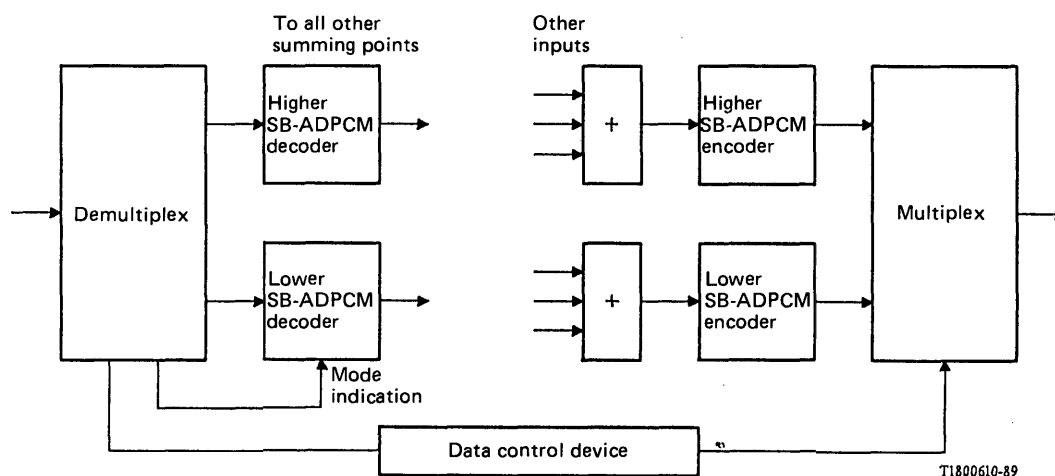 To all other
summing points
Other
inputs
Higher
SB-ADPCM
decoder
+
Higher
SB-ADPCM
encoder
Demultiplex
Multiplex
Lower
SB-ADPCM
decoder
+
Lower
SB-ADPCM
encoder
Mode
indication
Data control device
T1800610-89